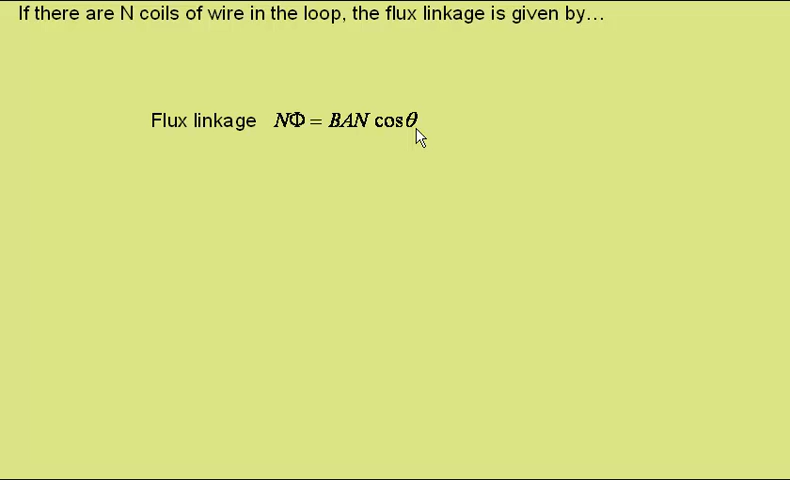 If there are N coils of wire in the loop, the flux linkage is given by…
Flux linkage NΦ = BAN cosθ